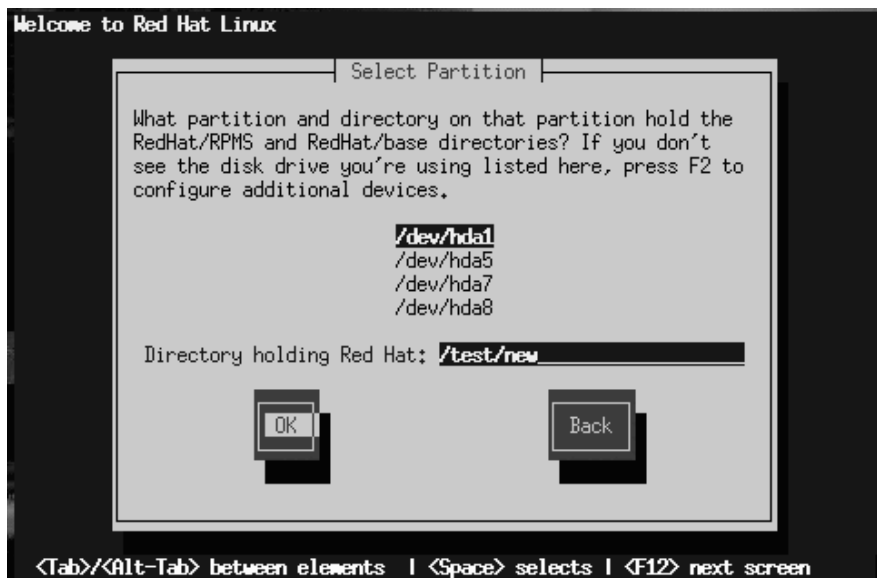 Welcome to Red Hat Linux
Select Partition
What partition and directory on that partition hold the
RedHat/RPMS and RedHat/base directories? If you don't
see the disk drive you're using listed here, press F2 to
configure additional devices.
/dev/hda1
/dev/hda5
/dev/hda7
/dev/hda8
Directory holding Red Hat: /test/new
OK Back
<Tab>/<Alt-Tab> between elements | <Space> selects | <F12> next screen